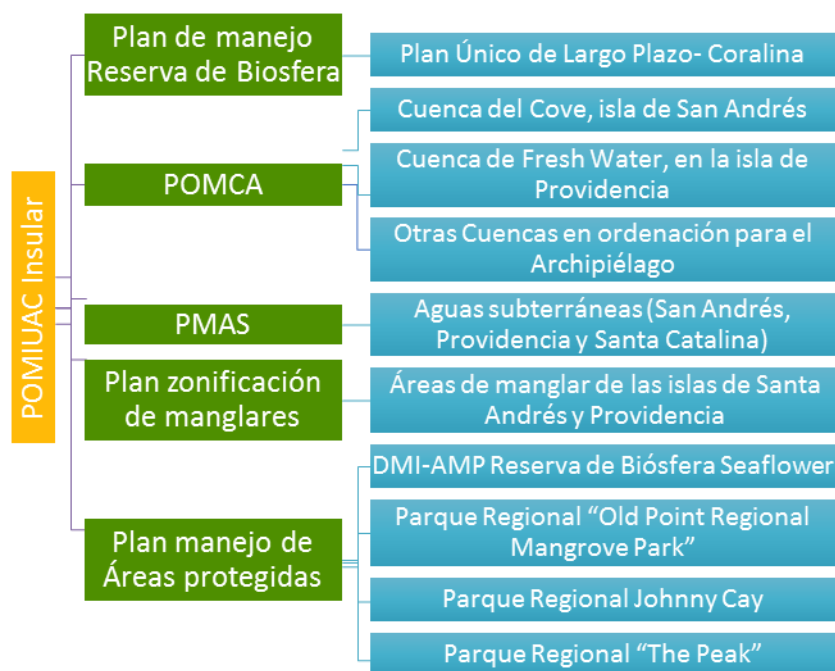 POMIUAC Insular
Plan de manejo
Reserva de Biosfera
Plan Único de Largo Plazo- Coralina
POMCA
Cuenca del Cove, isla de San Andrés
Cuenca de Fresh Water, en la isla de
Providencia
Otras Cuencas en ordenación para el
Archipiélago
PMAS
Aguas subterráneas (San Andrés,
Providencia y Santa Catalina)
Plan zonificación
de manglares
Áreas de manglar de las islas de Santa
Andrés y Providencia
Plan manejo de
Áreas protegidas
DMI-AMP Reserva de Biósfera Seaflower
Parque Regional “Old Point Regional
Mangrove Park”
Parque Regional Johnny Cay
Parque Regional “The Peak”